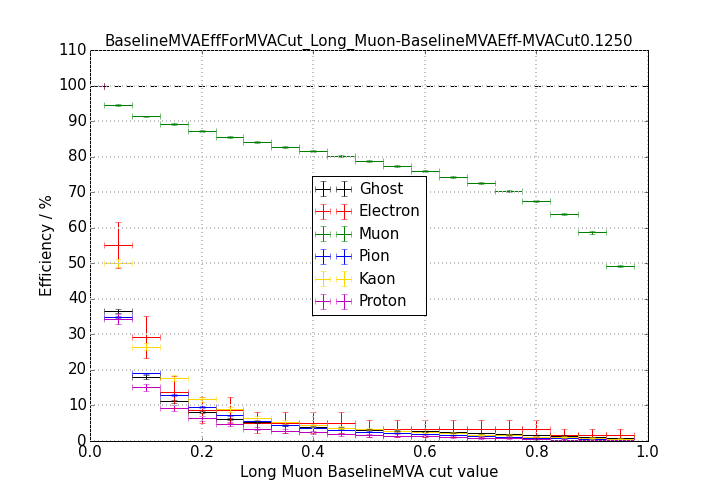 BaselineMVAEffForMVACut_Long_Muon-BaselineMVAEff-MVACut0.1250
110
100
90
80
70
60
50
40
30
20
10
0
Efficiency / %
Ghost
Electron
Muon
Pion
Kaon
Proton
0.0 0.2 0.4 0.6 0.8 1.0
Long Muon BaselineMVA cut value